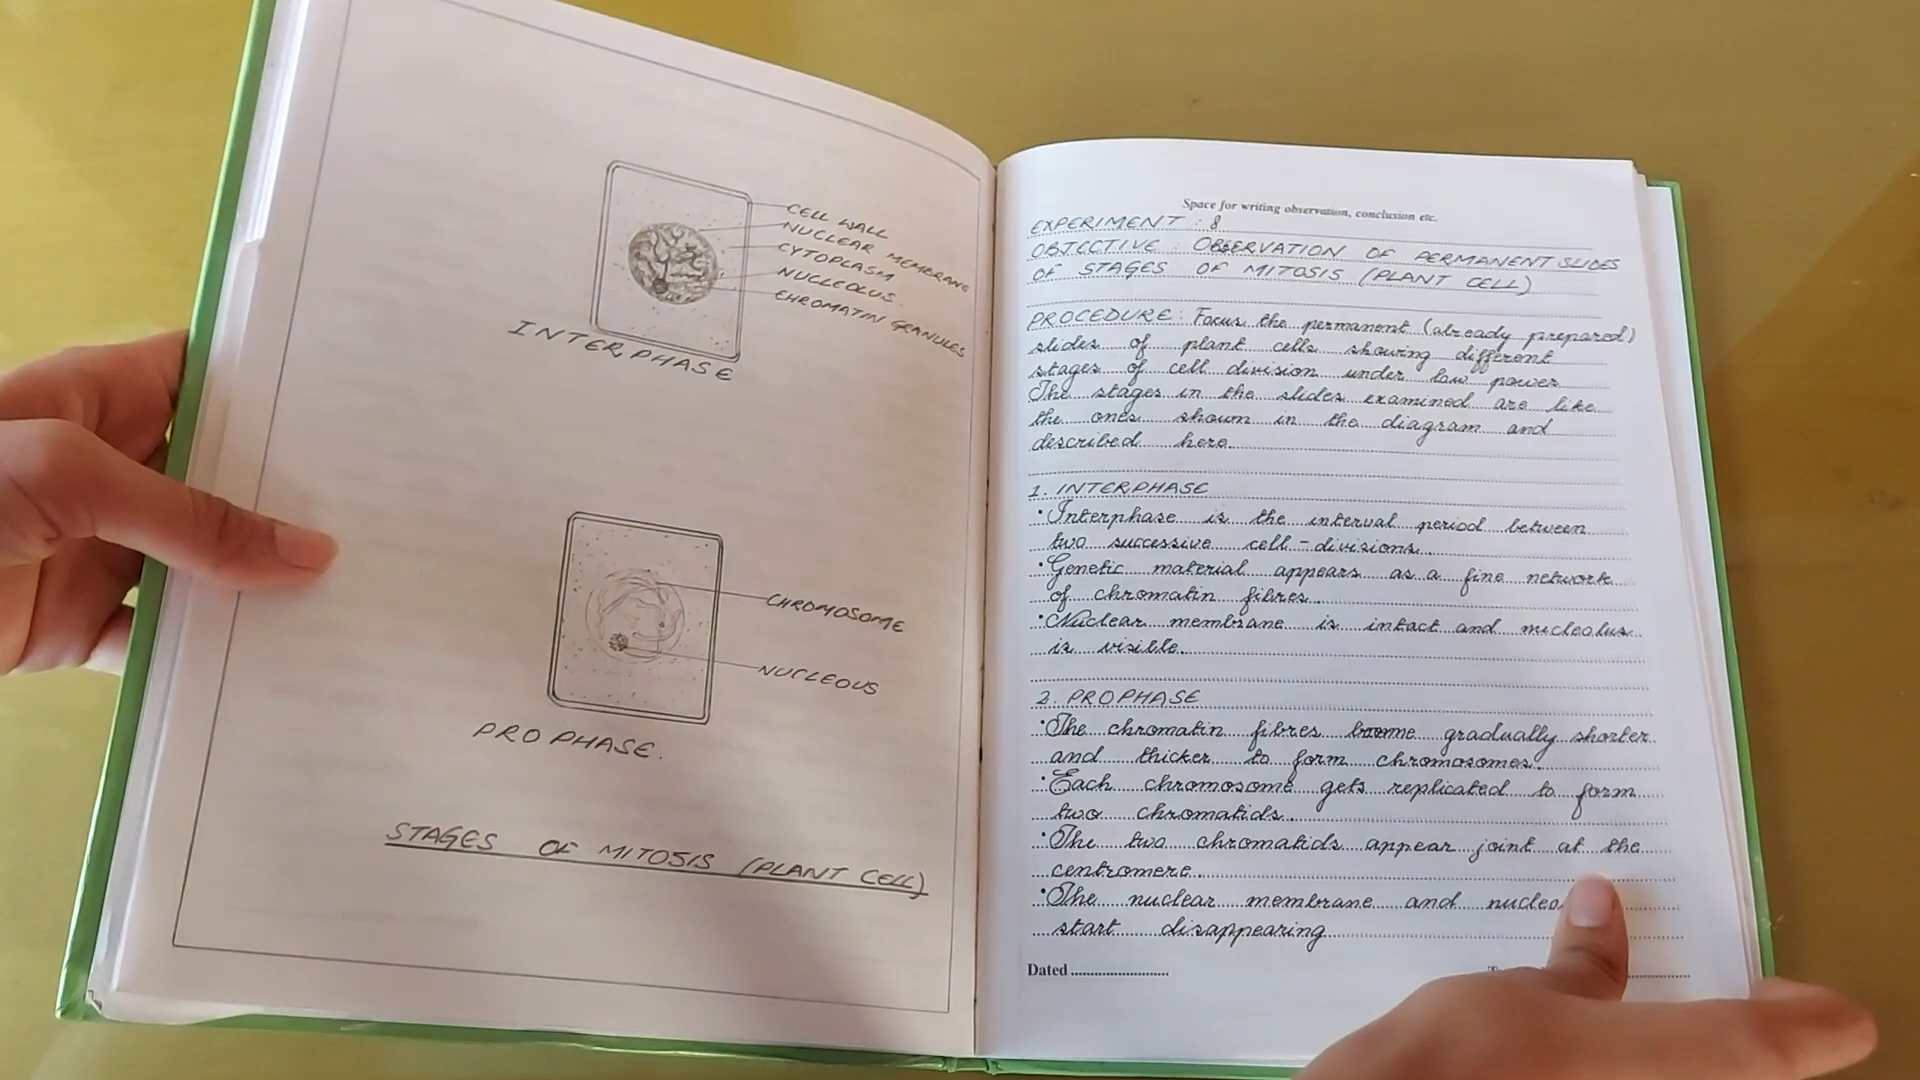 CELL WALL
NUCLEAR MEMBRANE
CYTOPLASM
NUCLEOLUS
CHROMATIN GRANULES
INTERPHASE
CHROMOSOME
NUCLEOUS
PROPHASE.
STAGES OF MITOSIS (PLANT CELL)
Space for writing observation, conclusion etc.
EXPERIMENT : 8
OBJECTIVE : OBSERVATION OF PERMANENT SLIDES
OF STAGES OF MITOSIS (PLANT CELL)
PROCEDURE: Focus the permanent (already prepared)
slides of plant cells showing different
stages of cell division under low power
The stages in the slides examined are like
the ones shown in the diagram and
described here.
1. INTERPHASE
•Interphase is the interval period between
two successive cell-divisions.
•Genetic material appears as a fine network
of chromatin fibres.
•Nuclear membrane is intact and nucleolus
is visible.
2. PROPHASE
•The chromatin fibres become gradually shorter
and thicker to form chromosomes.
•Each chromosome gets replicated to form
two chromatids.
•The two chromatids appear joint at the
centromere.
•The nuclear membrane and nucleo
start disappearing
Dated